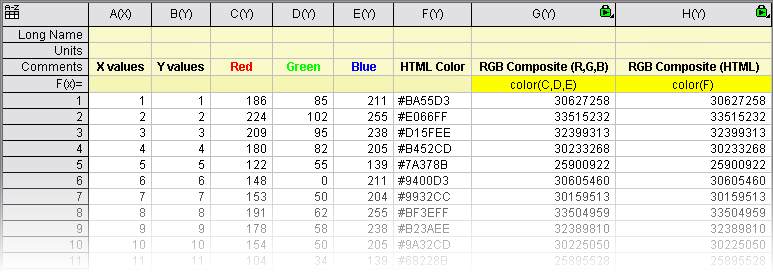 A-Z A(X) B(Y) C(Y) D(Y) E(Y) F(Y) G(Y) H(Y)
Long Name
Units
Comments X values Y values Red Green Blue HTML Color RGB Composite (R,G,B) RGB Composite (HTML)
F(x)= color(C,D,E) color(F)
1 1 1 186 85 211 #BA55D3 30627258 30627258
2 2 2 224 102 255 #E066FF 33515232 33515232
3 3 3 209 95 238 #D15FEE 32399313 32399313
4 4 4 180 82 205 #B452CD 30233268 30233268
5 5 5 122 55 139 #7A378B 25900922 25900922
6 6 6 148 0 211 #9400D3 30605460 30605460
7 7 7 153 50 204 #9932CC 30159513 30159513
8 8 8 191 62 255 #BF3EFF 33504959 33504959
9 9 9 178 58 238 #B23AEE 32389810 32389810
10 10 10 154 50 205 #9A32CD 30225050 30225050
11 11 11 104 34 139 #68228B 25895528 25895528